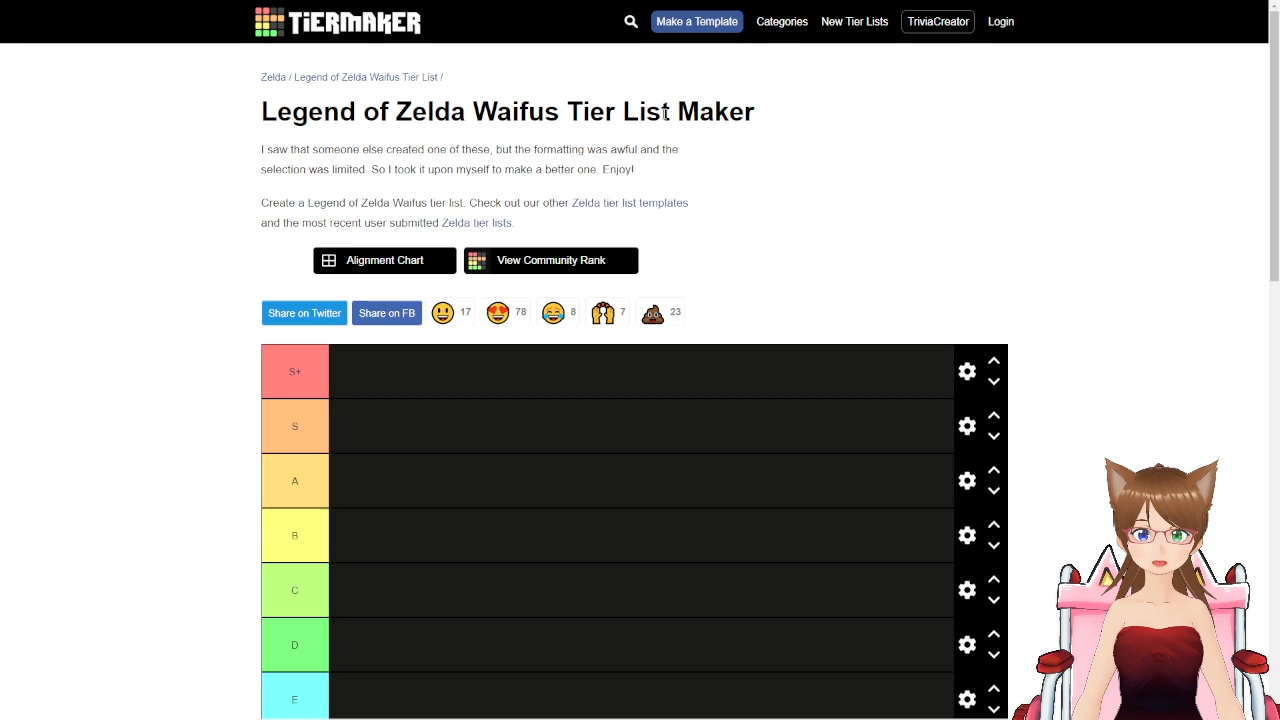 TiERMAKER
Make a Template
Categories
New Tier Lists
TriviaCreator
Login
Zelda / Legend of Zelda Waifus Tier List /
Legend of Zelda Waifus Tier List Maker
I saw that someone else created one of these, but the formatting was awful and the
selection was limited. So I took it upon myself to make a better one. Enjoy!
Create a Legend of Zelda Waifus tier list. Check out our other Zelda tier list templates
and the most recent user submitted Zelda tier lists.
Alignment Chart
View Community Rank
Share on Twitter
Share on FB
17
78
8
7
23
S+
S
A
B
C
D
E